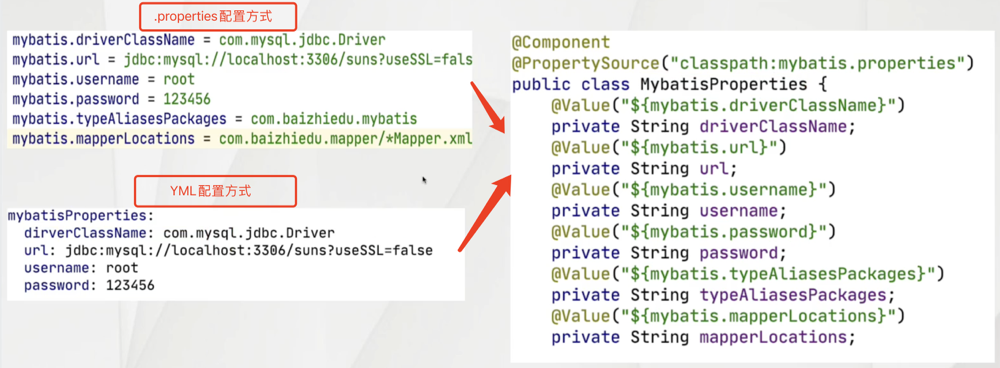 .properties配置方式
mybatis.driverClassName = com.mysql.jdbc.Driver
mybatis.url = jdbc:mysql://localhost:3306/suns?useSSL=fals
mybatis.username = root
mybatis.password = 123456
mybatis.typeAliasesPackages = com.baizhiedu.mybatis
mybatis.mapperLocations = com.baizhiedu.mapper/*Mapper.xml
YML配置方式
mybatisProperties:
  dirverClassName: com.mysql.jdbc.Driver
  url: jdbc:mysql://localhost:3306/suns?useSSL=false
  username: root
  password: 123456
@Component
@PropertySource("classpath:mybatis.properties")
public class MybatisProperties {
    @Value("${mybatis.driverClassName}")
    private String driverClassName;
    @Value("${mybatis.url}")
    private String url;
    @Value("${mybatis.username}")
    private String username;
    @Value("${mybatis.password}")
    private String password;
    @Value("${mybatis.typeAliasesPackages}")
    private String typeAliasesPackages;
    @Value("${mybatis.mapperLocations}")
    private String mapperLocations;